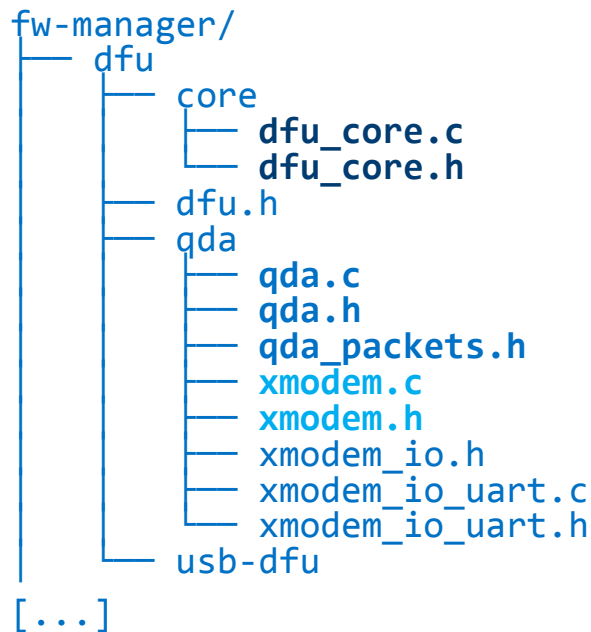 fw-manager/
├── dfu
│   ├── core
│   │   ├── dfu_core.c
│   │   └── dfu_core.h
│   ├── dfu.h
│   ├── qda
│   │   ├── qda.c
│   │   ├── qda.h
│   │   ├── qda_packets.h
│   │   ├── xmodem.c
│   │   ├── xmodem.h
│   │   ├── xmodem_io.h
│   │   ├── xmodem_io_uart.c
│   │   └── xmodem_io_uart.h
│   └── usb-dfu
[...]